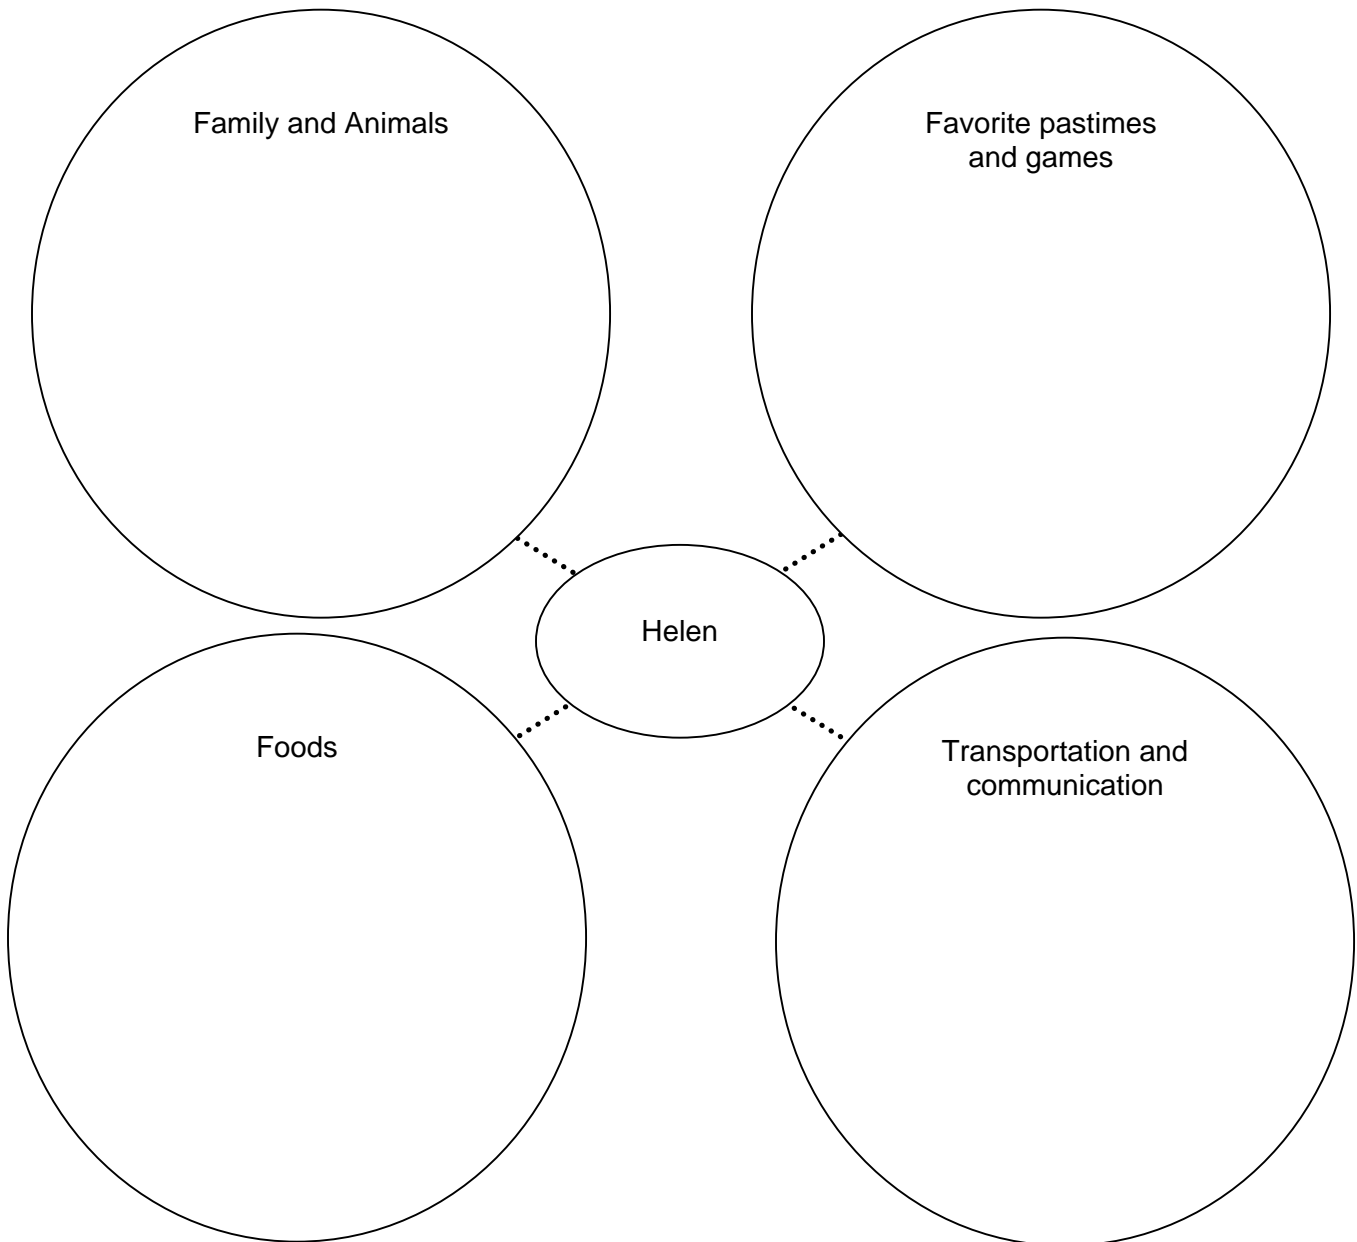 Family and Animals
Favorite pastimes
and games
Helen
Foods
Transportation and
communication